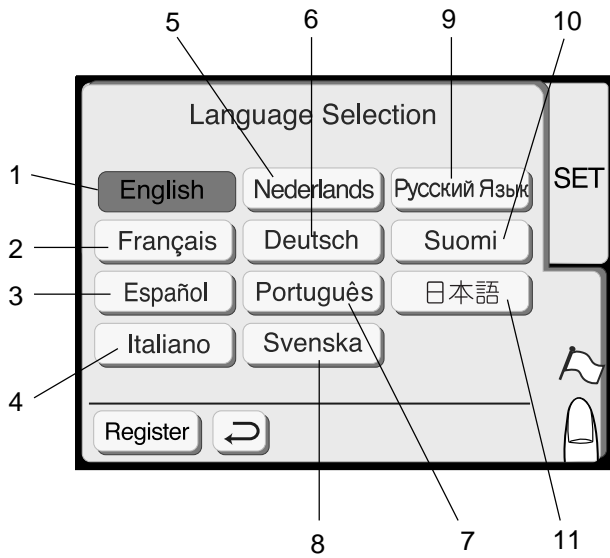 5 6 9 10
Language Selection
1 English Nederlands Русский Язык SET
2 Français Deutsch Suomi
3 Español Português 日本語
Italiano Svenska
4
Register
8 7 11